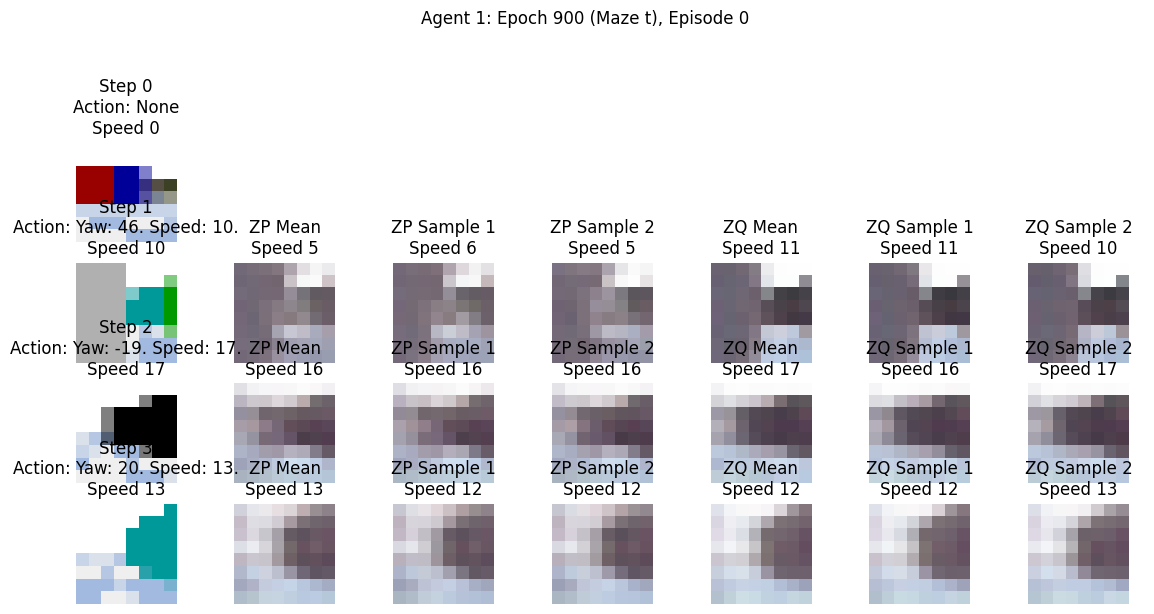 Agent 1: Epoch 900 (Maze t), Episode 0
Step 0
Action: None
Speed 0
Step 1
Action: Yaw: 46. Speed: 10.
Speed 10
ZP Mean
Speed 5
ZP Sample 1
Speed 6
ZP Sample 2
Speed 5
ZQ Mean
Speed 11
ZQ Sample 1
Speed 11
ZQ Sample 2
Speed 10
Step 2
Action: Yaw: -19. Speed: 17.
Speed 17
ZP Mean
Speed 16
ZP Sample 1
Speed 16
ZP Sample 2
Speed 16
ZQ Mean
Speed 17
ZQ Sample 1
Speed 16
ZQ Sample 2
Speed 17
Step 3
Action: Yaw: 20. Speed: 13.
Speed 13
ZP Mean
Speed 13
ZP Sample 1
Speed 12
ZP Sample 2
Speed 12
ZQ Mean
Speed 12
ZQ Sample 1
Speed 12
ZQ Sample 2
Speed 13